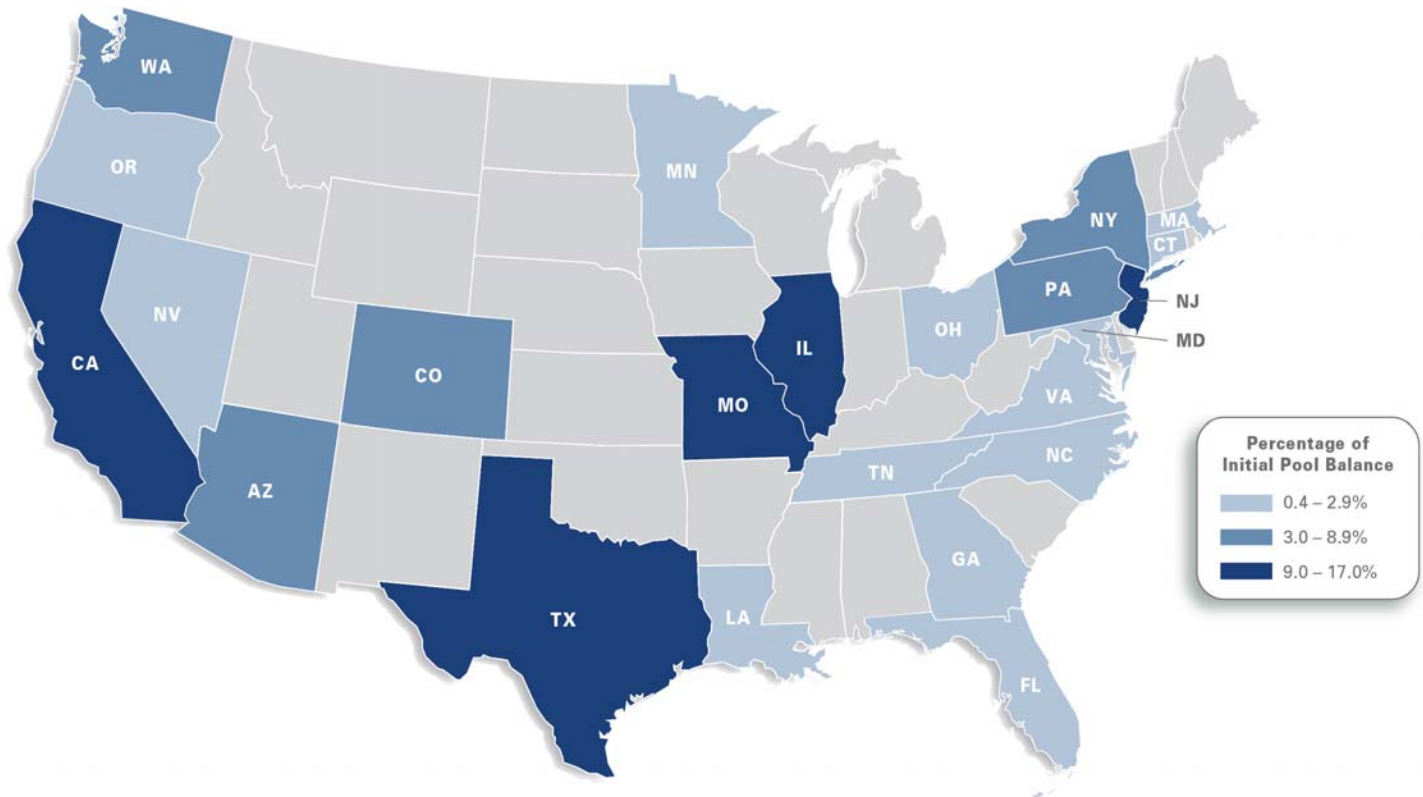 WA
OR
MN
NY
MA
CT
NV
PA
NJ
OH
MD
CA
CO
IL
MO
VA
AZ
TN
NC
GA
TX
LA
FL
Percentage of
Initial Pool Balance
0.4 – 2.9%
3.0 – 8.9%
9.0 – 17.0%